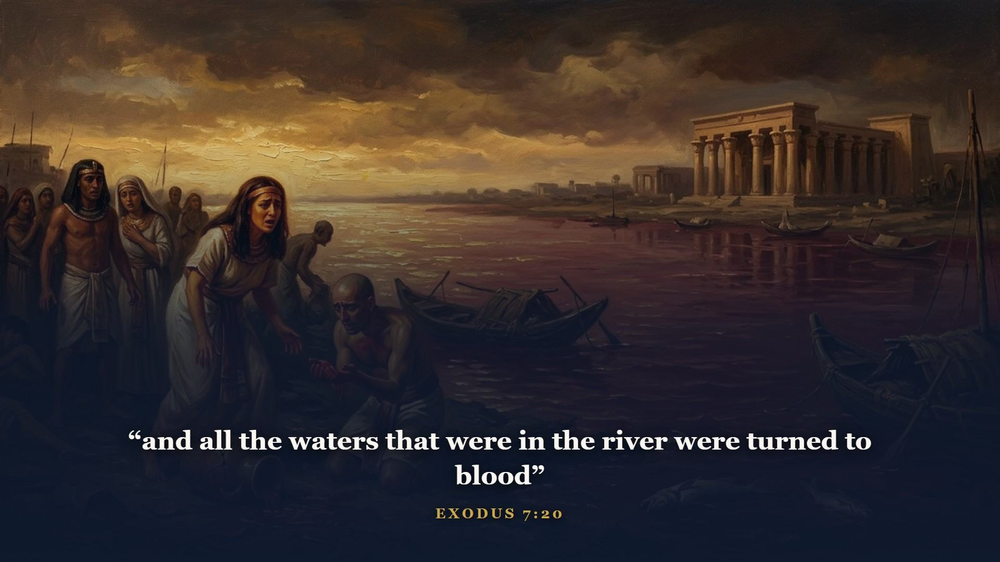 “and all the waters that were in the river were turned to
blood”
EXODUS 7:20